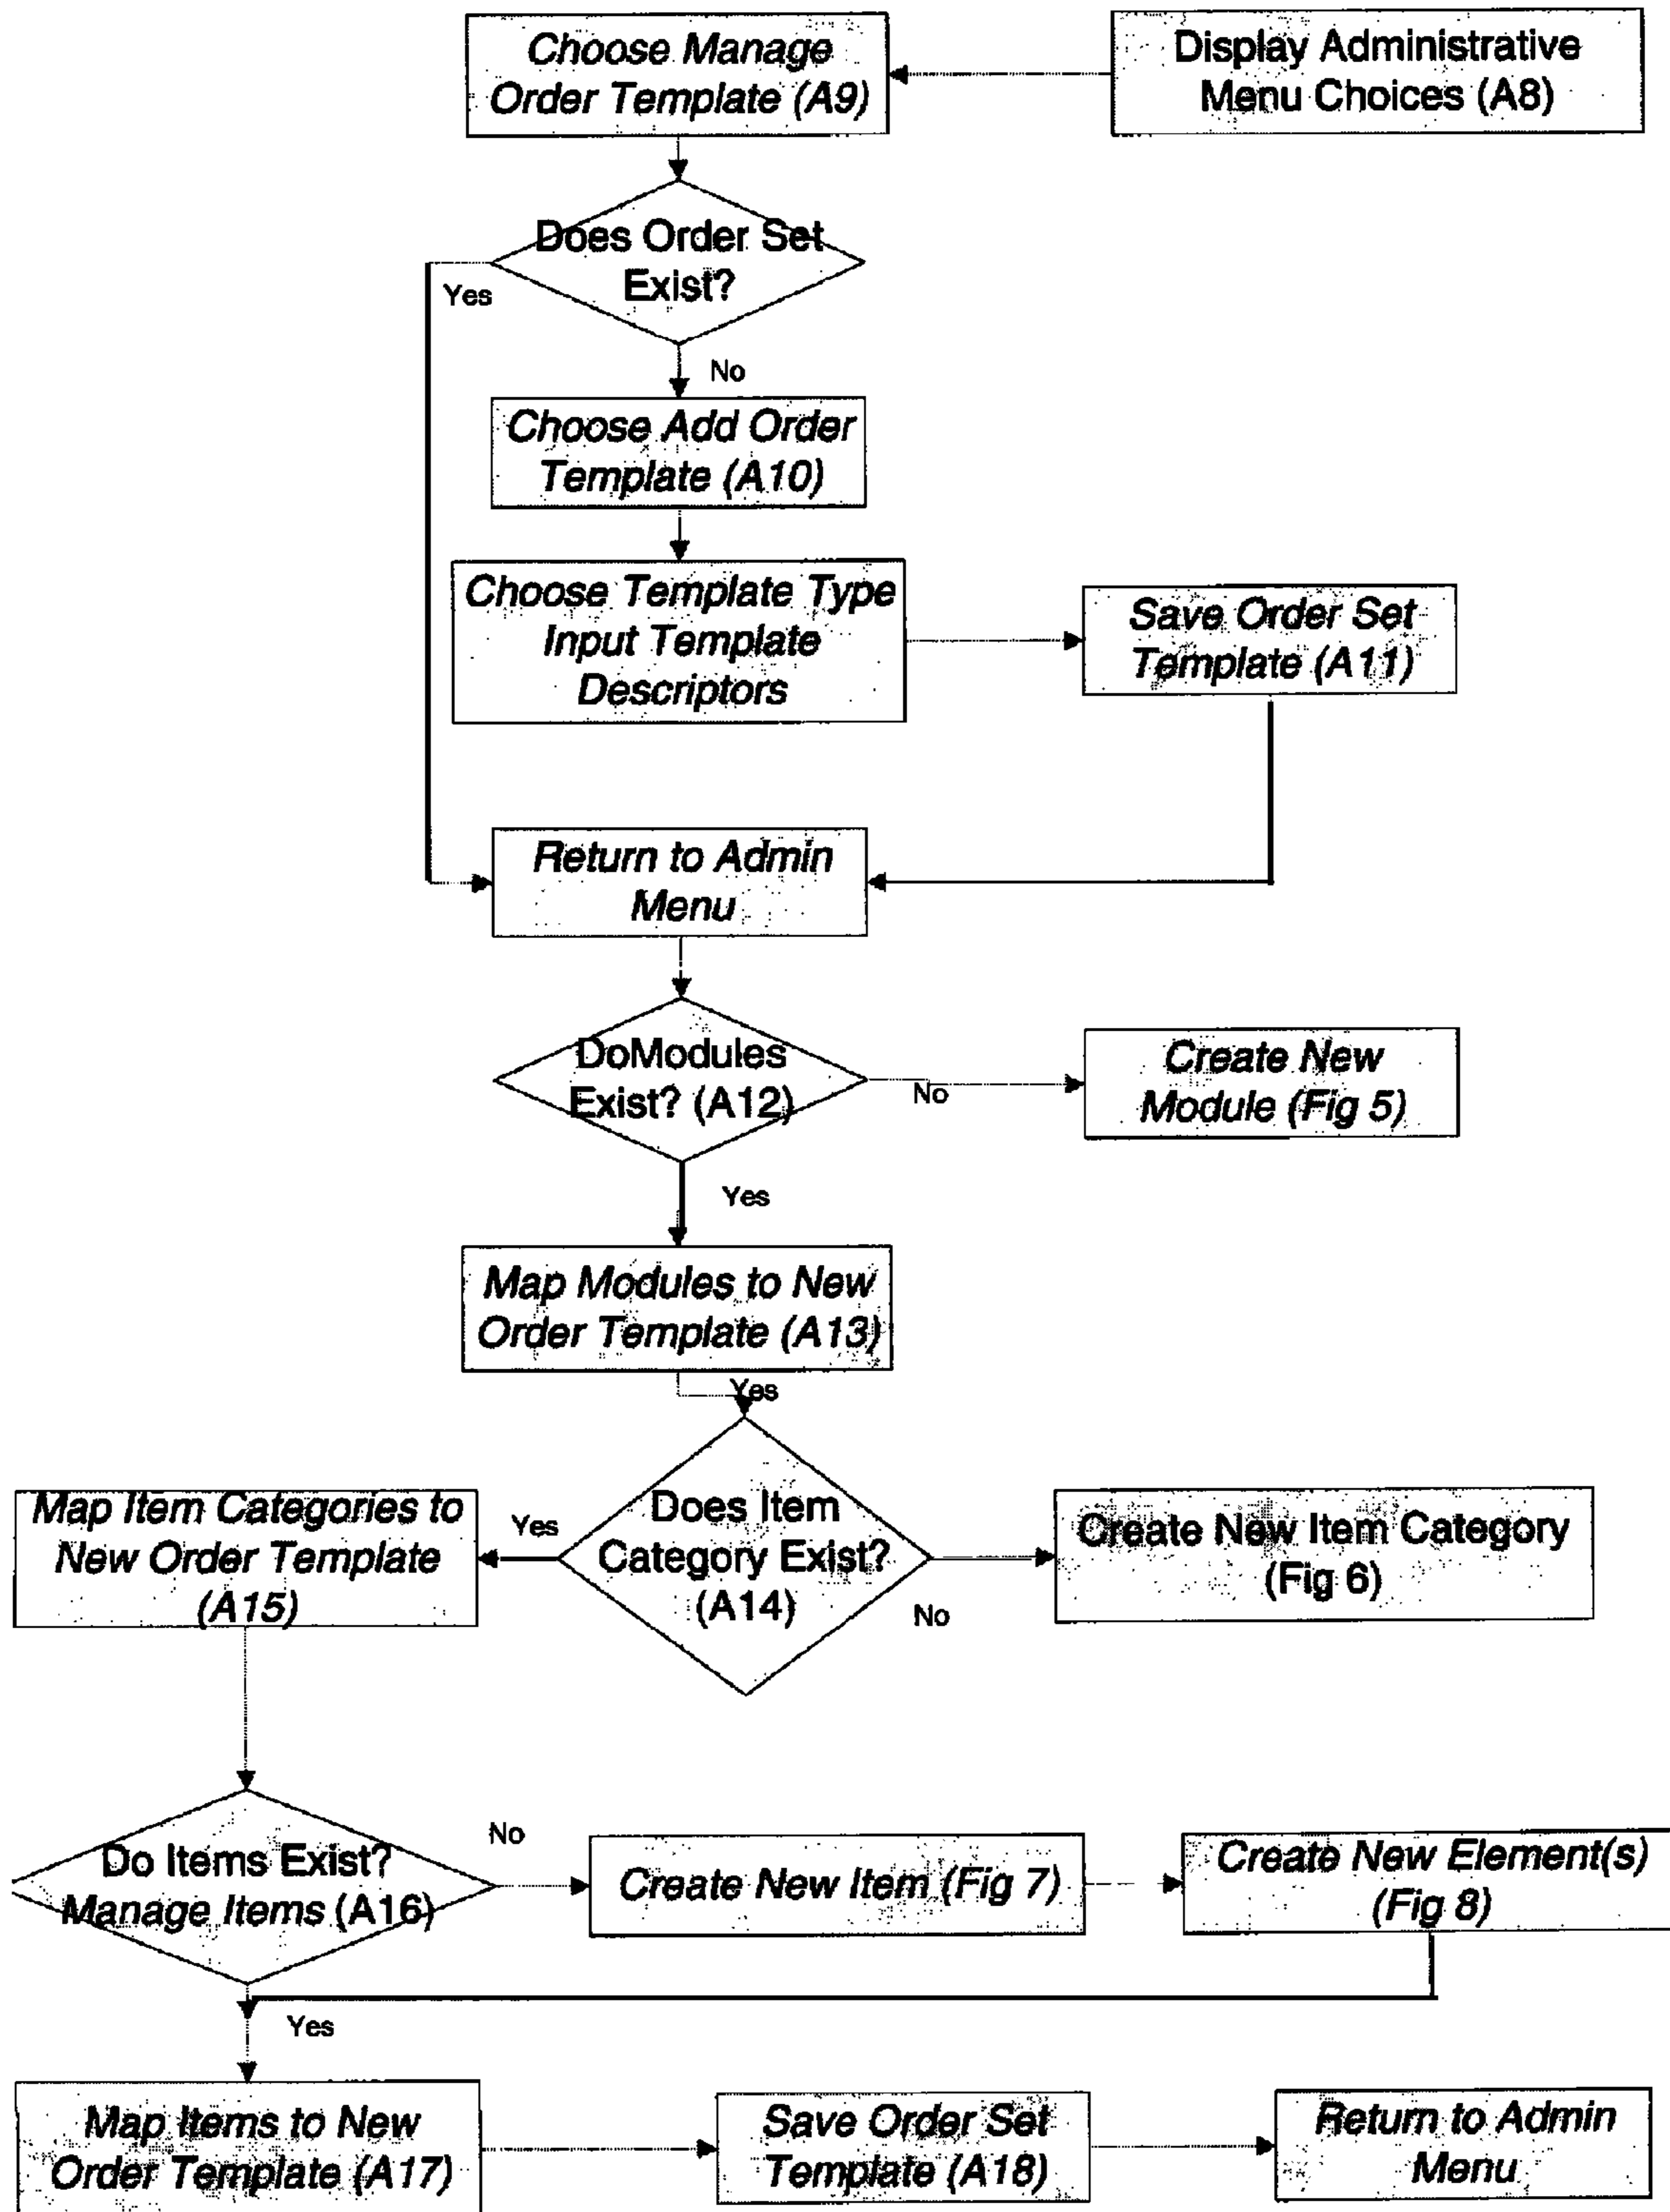 Choose Manage
Order Template (A9)
Display Administrative
Menu Choices (A8)
Does Order Set
Exist?
Yes
No
Choose Add Order
Template (A10)
Choose Template Type
Input Template
Descriptors
Save Order Set
Template (A11)
Return to Admin
Menu
DoModules
Exist? (A12)
No
Create New
Module (Fig 5)
Yes
Map Modules to New
Order Template (A13)
Yes
Map Item Categories to
New Order Template
(A15)
Yes
Does Item
Category Exist?
(A14)
No
Create New Item Category
(Fig 6)
Do Items Exist?
Manage Items (A16)
No
Create New Item (Fig 7)
Create New Element(s)
(Fig 8)
Yes
Map Items to New
Order Template (A17)
Save Order Set
Template (A18)
Return to Admin
Menu